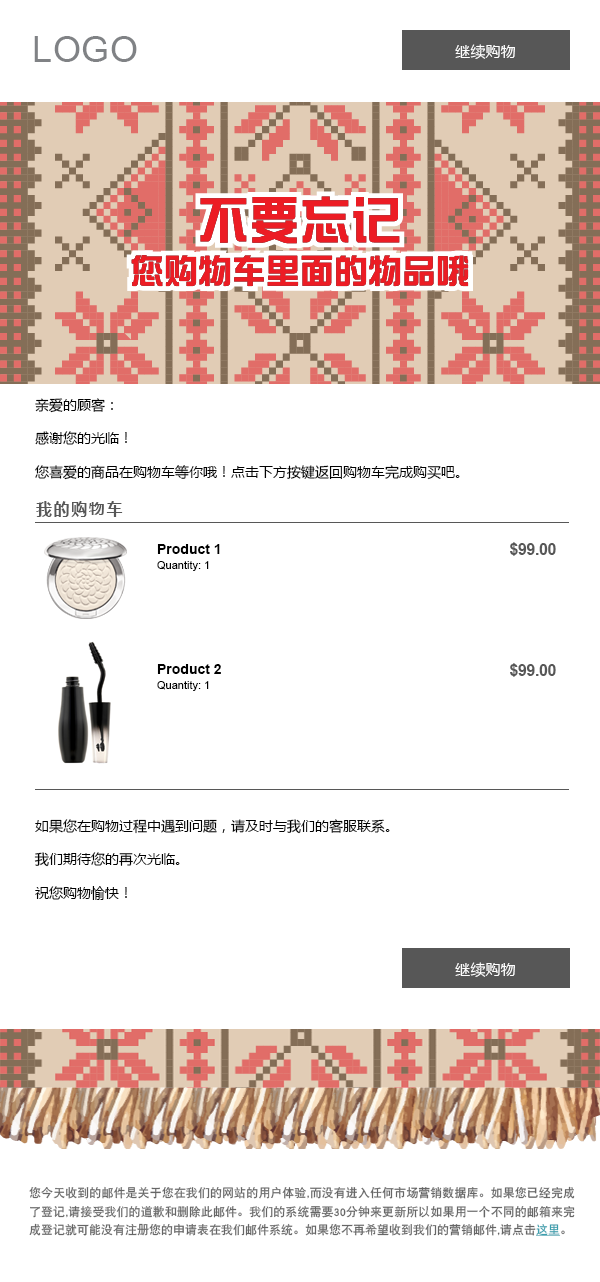 LOGO
继续购物
不要忘记
您购物车里面的物品哦
亲爱的顾客：
感谢您的光临！
您喜爱的商品在购物车等你哦！点击下方按键返回购物车完成购买吧。
我的购物车
Product 1
$99.00
Quantity: 1
Product 2
$99.00
Quantity: 1
如果您在购物过程中遇到问题，请及时与我们的客服联系。
我们期待您的再次光临。
祝您购物愉快！
继续购物
您今天收到的邮件是关于您在我们的网站的用户体验,而没有进入任何市场营销数据库。如果您已经完成
了登记,请接受我们的道歉和删除此邮件。我们的系统需要30分钟来更新所以如果用一个不同的邮箱来完
成登记就可能没有注册您的申请表在我们邮件系统。如果您不再希望收到我们的营销邮件,请点击这里。